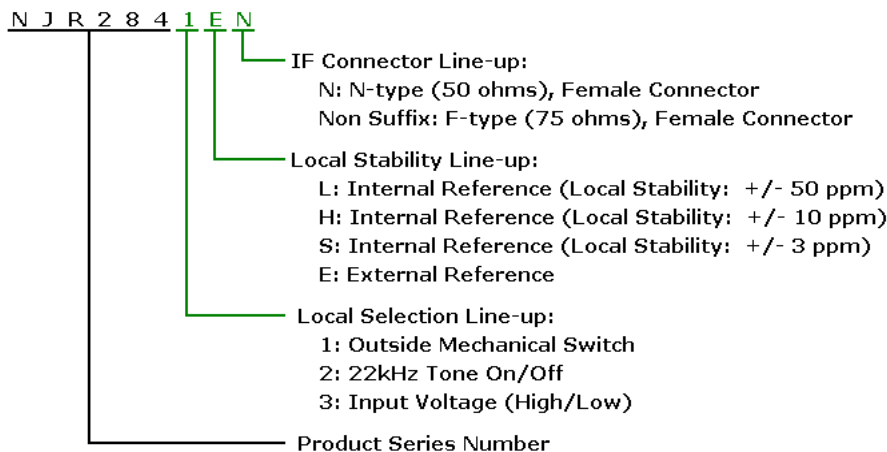 N J R 2 8 4 1 E N
IF Connector Line-up:
N: N-type (50 ohms), Female Connector
Non Suffix: F-type (75 ohms), Female Connector
Local Stability Line-up:
L: Internal Reference (Local Stability: +/- 50 ppm)
H: Internal Reference (Local Stability: +/- 10 ppm)
S: Internal Reference (Local Stability: +/- 3 ppm)
E: External Reference
Local Selection Line-up:
1: Outside Mechanical Switch
2: 22kHz Tone On/Off
3: Input Voltage (High/Low)
Product Series Number